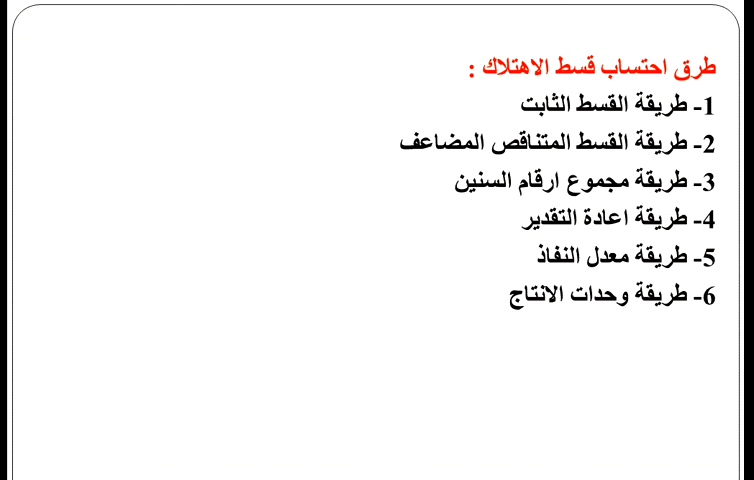 طرق احتساب قسط الاهتلاك :
1- طريقة القسط الثابت
2- طريقة القسط المتناقص المضاعف
3- طريقة مجموع ارقام السنين
4- طريقة اعادة التقدير
5- طريقة معدل النفاذ
6- طريقة وحدات الانتاج